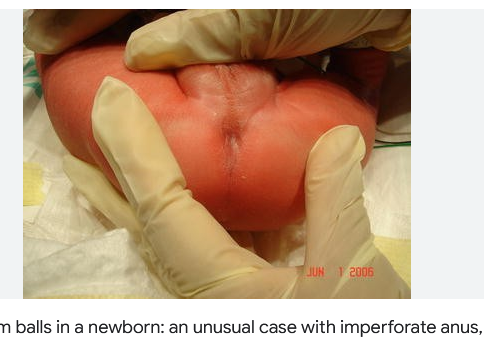 JUN 1 2006
m balls in a newborn: an unusual case with imperforate anus,